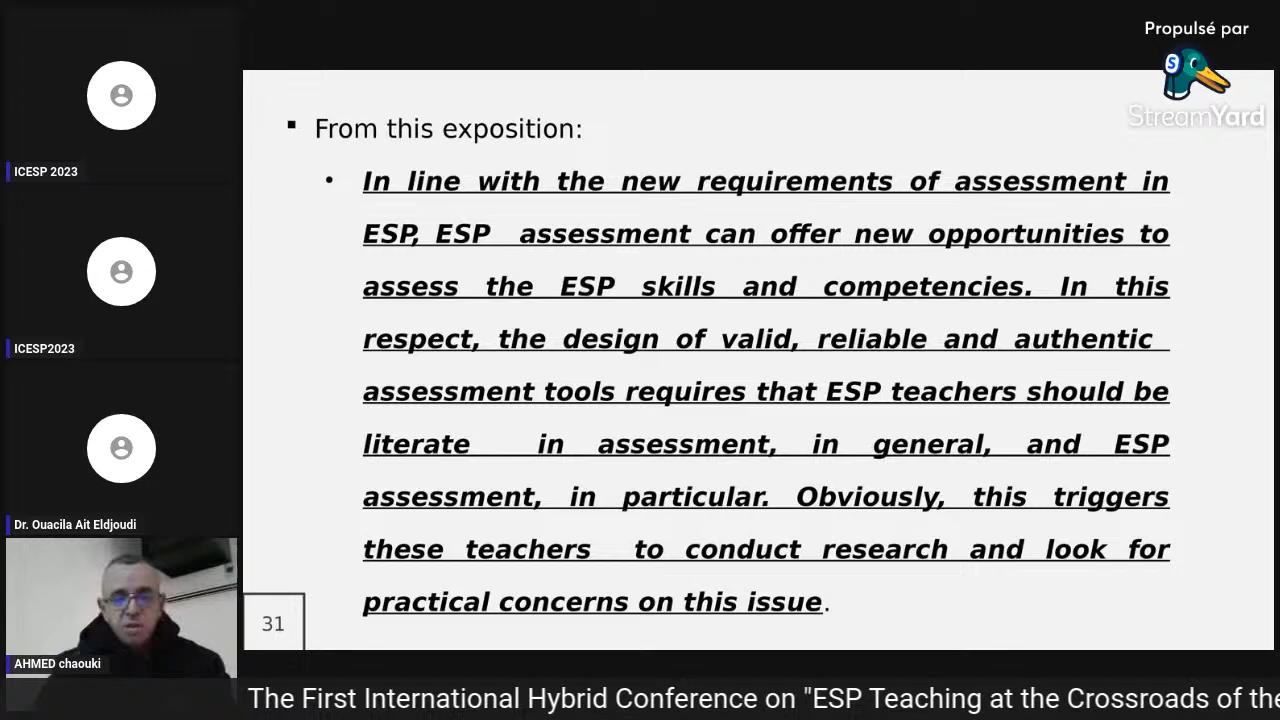 Propulsé par
StreamYard
ICESP 2023
ICESP2023
Dr. Ouacila Ait Eldjoudi
AHMED chaouki
▪ From this exposition:
• In line with the new requirements of assessment in
ESP, ESP assessment can offer new opportunities to
assess the ESP skills and competencies. In this
respect, the design of valid, reliable and authentic
assessment tools requires that ESP teachers should be
literate in assessment, in general, and ESP
assessment, in particular. Obviously, this triggers
these teachers to conduct research and look for
practical concerns on this issue.
31
The First International Hybrid Conference on "ESP Teaching at the Crossroads of the